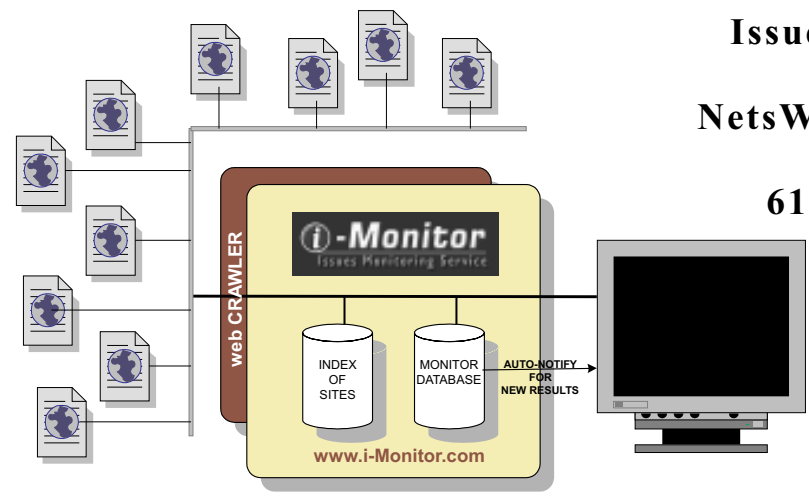 Issue
NetsW
61
i-Monitor
Issues Monitoring Service
web CRAWLER
INDEX
OF
SITES
MONITOR
DATABASE
AUTO-NOTIFY
FOR
NEW RESULTS
www.i-Monitor.com